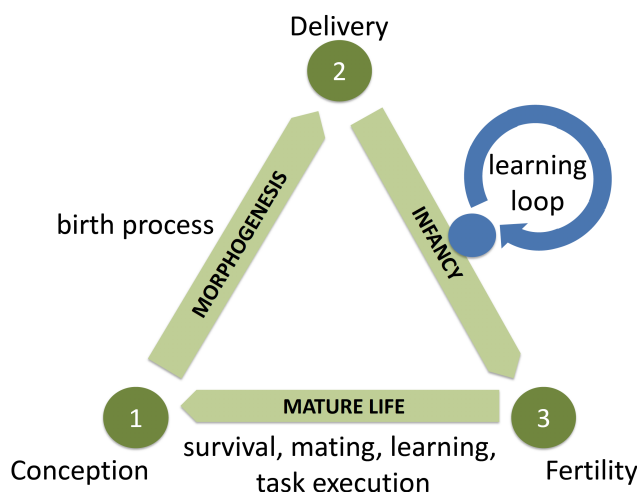 Delivery
2
learning
loop
birth process
MORPHOGENESIS
INFANCY
1
MATURE LIFE
3
survival, mating, learning,
task execution
Conception
Fertility